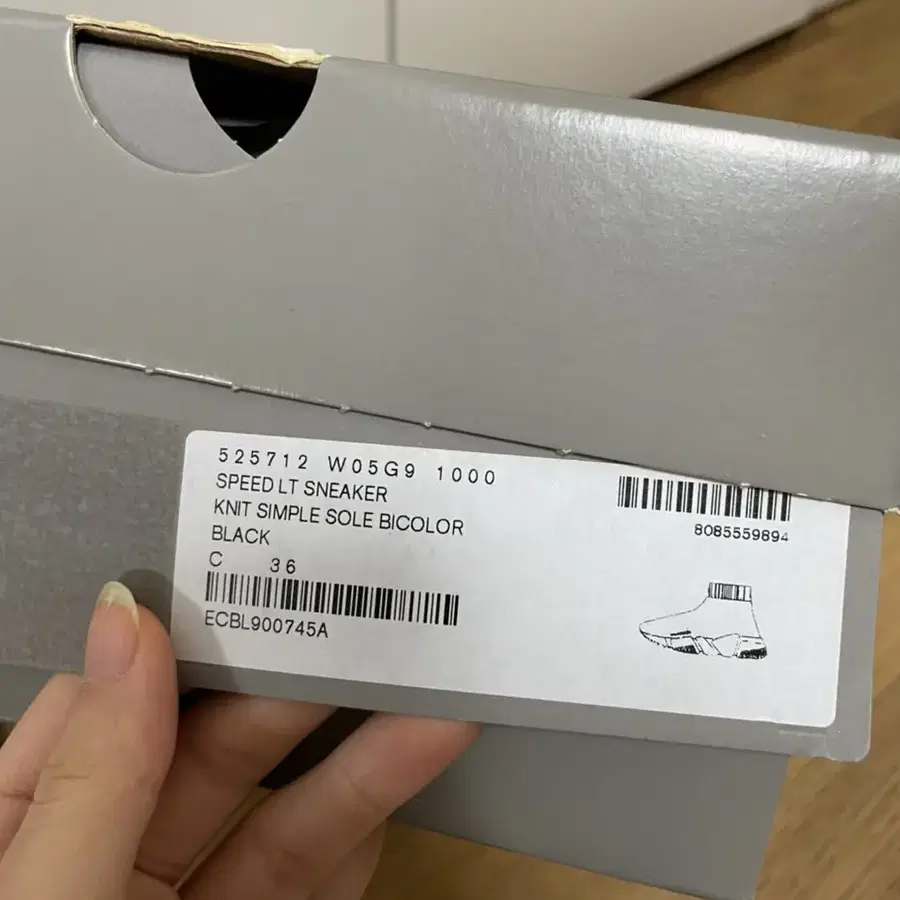 525712 W05G9 1000
SPEED LT SNEAKER
KNIT SIMPLE SOLE BICOLOR
BLACK
C 36
ECBL900745A
8085559894